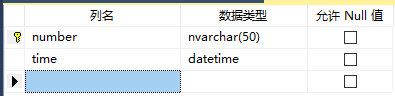 列名 数据类型 允许 Null 值
number nvarchar(50)
time datetime